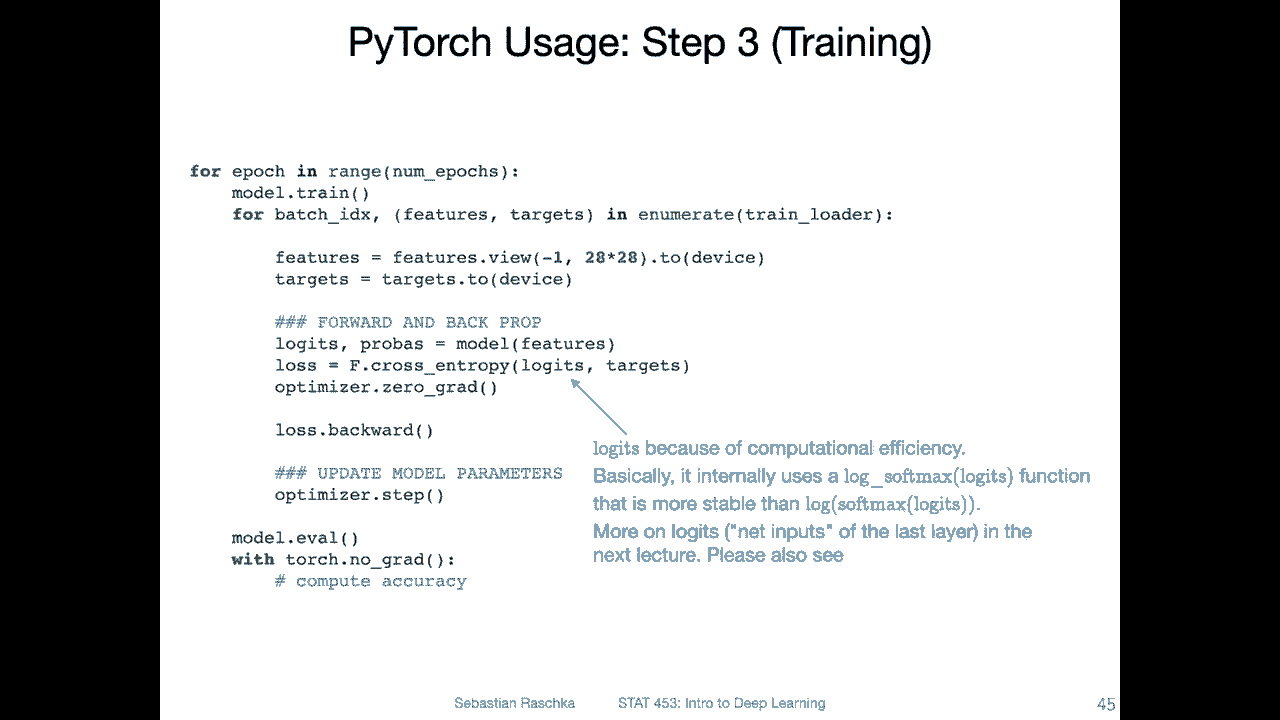 PyTorch Usage: Step 3 (Training)
for epoch in range(num_epochs):
    model.train()
    for batch_idx, (features, targets) in enumerate(train_loader):
        features = features.view(-1, 28*28).to(device)
        targets = targets.to(device)
        ### FORWARD AND BACK PROP
        logits, probas = model(features)
        loss = F.cross_entropy(logits, targets)
        optimizer.zero_grad()
        loss.backward()
        ### UPDATE MODEL PARAMETERS
        optimizer.step()
    model.eval()
    with torch.no_grad():
        # compute accuracy
logits because of computational efficiency.
Basically, it internally uses a log_softmax(logits) function
that is more stable than log(softmax(logits)).
More on logits ("net inputs" of the last layer) in the
next lecture. Please also see
Sebastian Raschka STAT 453: Intro to Deep Learning 45